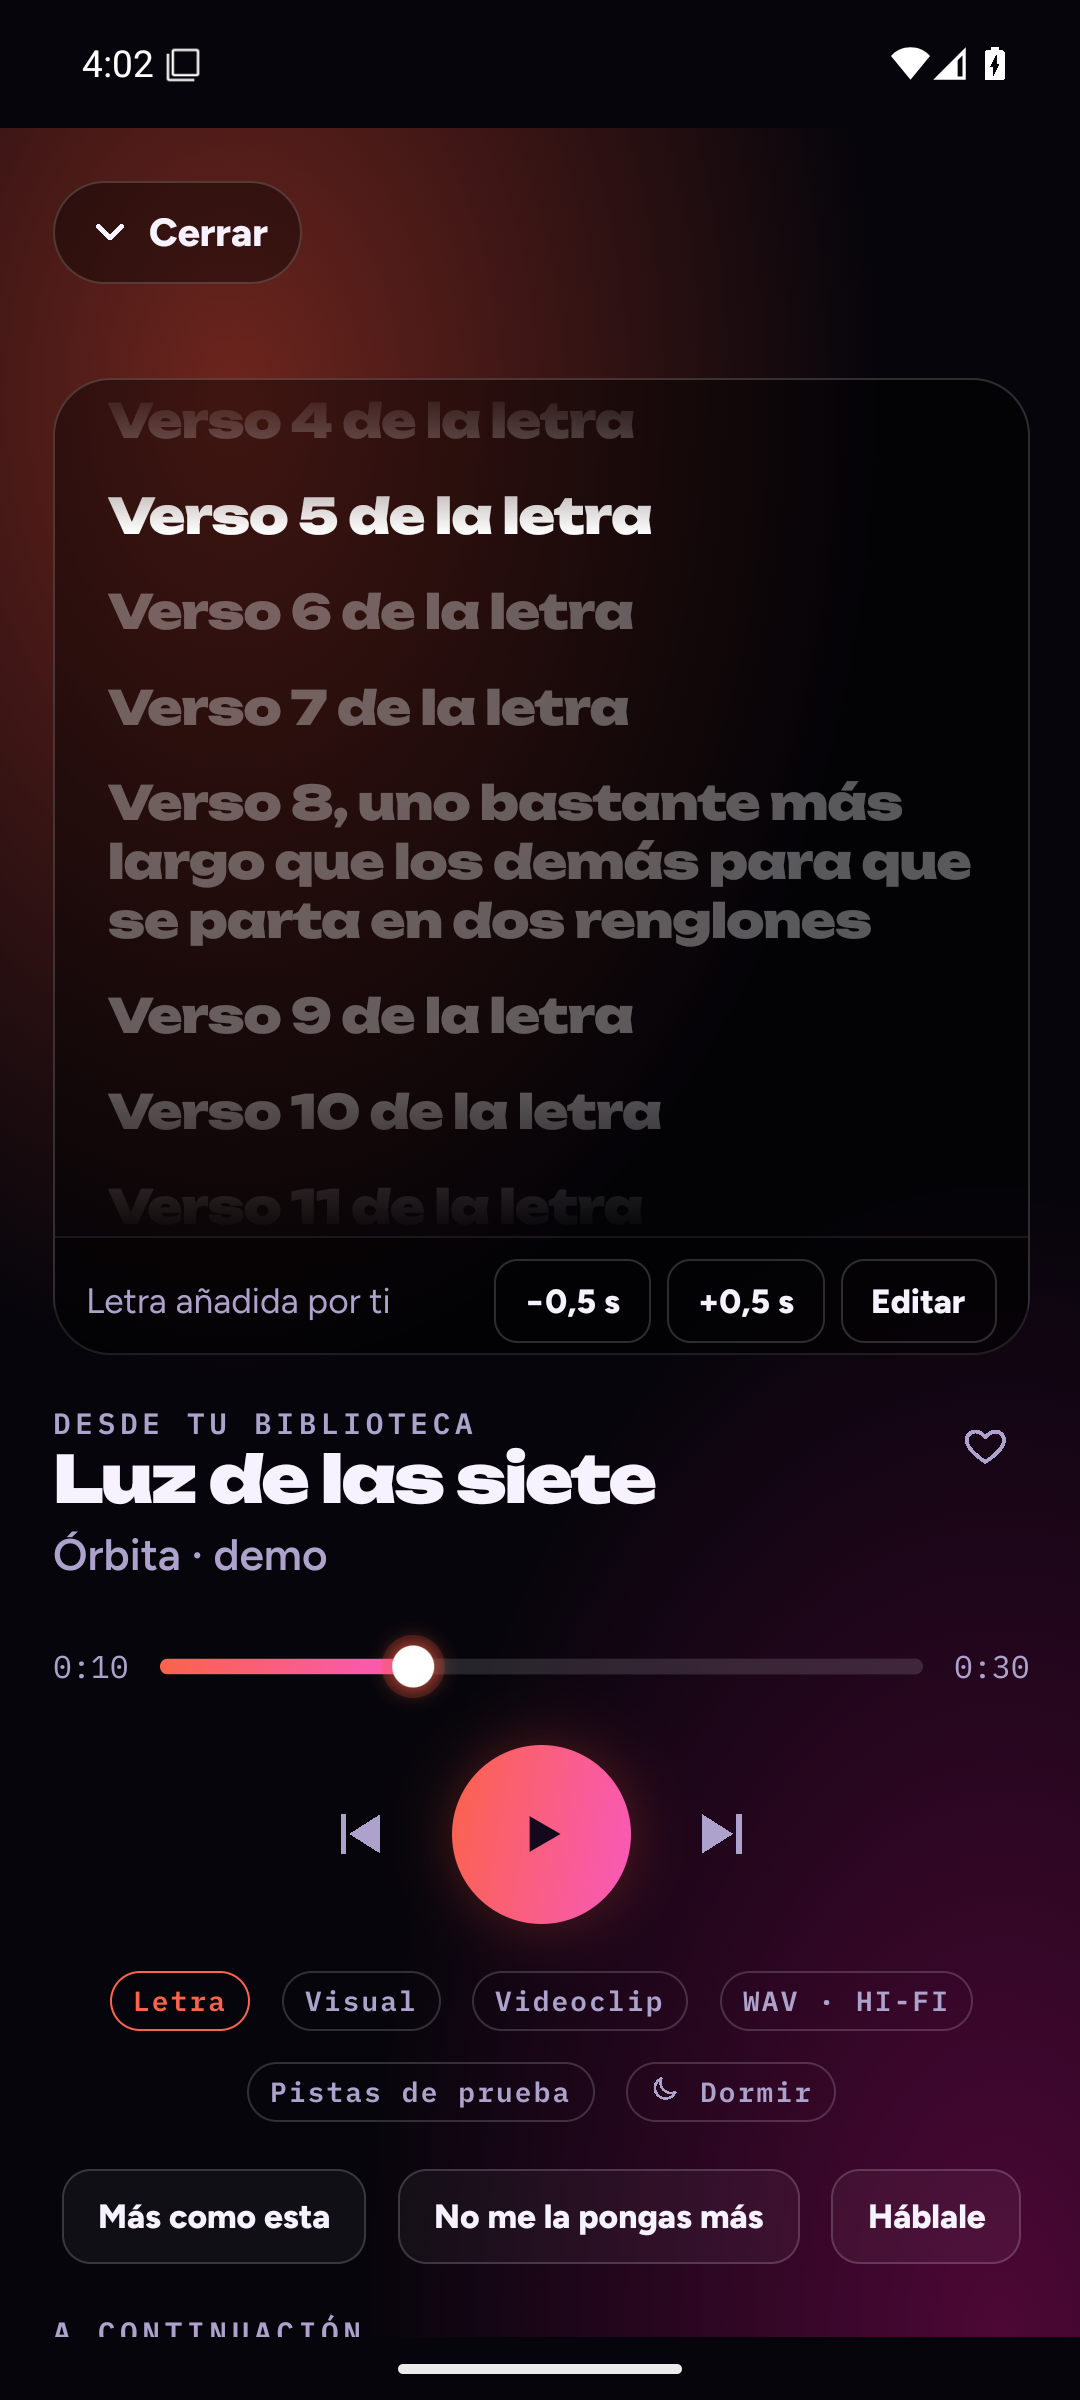 4:02
Cerrar
Verso 4 de la letra
Verso 5 de la letra
Verso 6 de la letra
Verso 7 de la letra
Verso 8, uno bastante más
largo que los demás para que
se parta en dos renglones
Verso 9 de la letra
Verso 10 de la letra
Verso 11 de la letra
Letra añadida por ti
-0,5 s
+0,5 s
Editar
DESDE TU BIBLIOTECA
Luz de las siete
Órbita · demo
0:10
0:30
Letra
Visual
Videoclip
WAV · HI-FI
Pistas de prueba
Dormir
Más como esta
No me la pongas más
Háblale
A CONTINUACIÓN